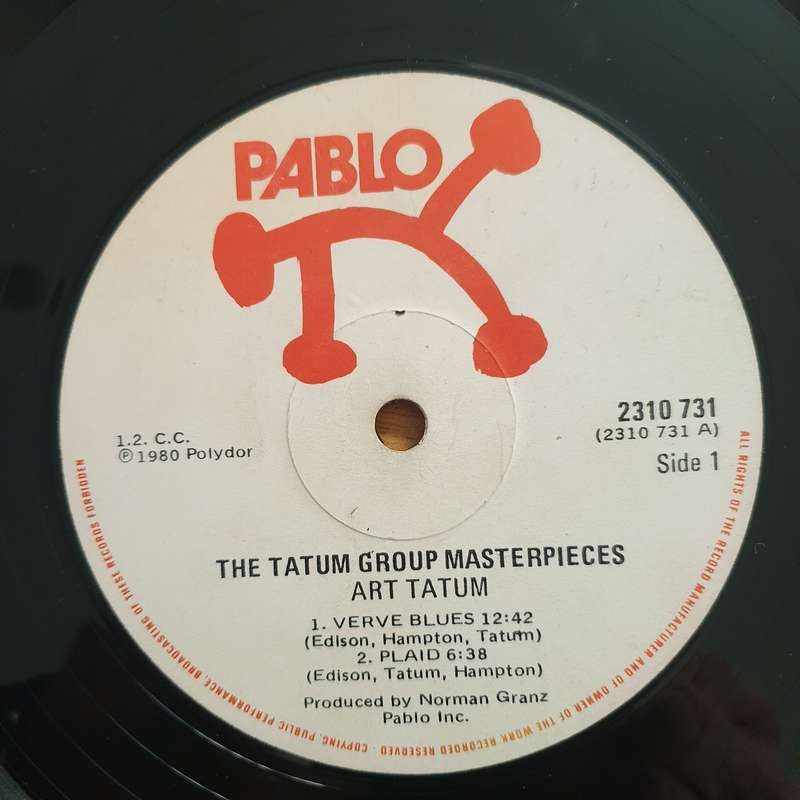 PABLO
2310 731
(2310 731 A)
Side 1
1.2. C.C.
Ⓟ1980 Polydor
THE TATUM GROUP MASTERPIECES
ART TATUM
1. VERVE BLUES 12:42
(Edison, Hampton, Tatum)
2. PLAID 6:38
(Edison, Tatum, Hampton)
Produced by Norman Granz
Pablo Inc.
ALL RIGHTS OF THE RECORD MANUFACTURER AND OF OWNER OF THE WORK RECORDED RESERVED · COPYING, PUBLIC PERFORMANCE, BROADCASTING OF THESE RECORDS FORBIDDEN